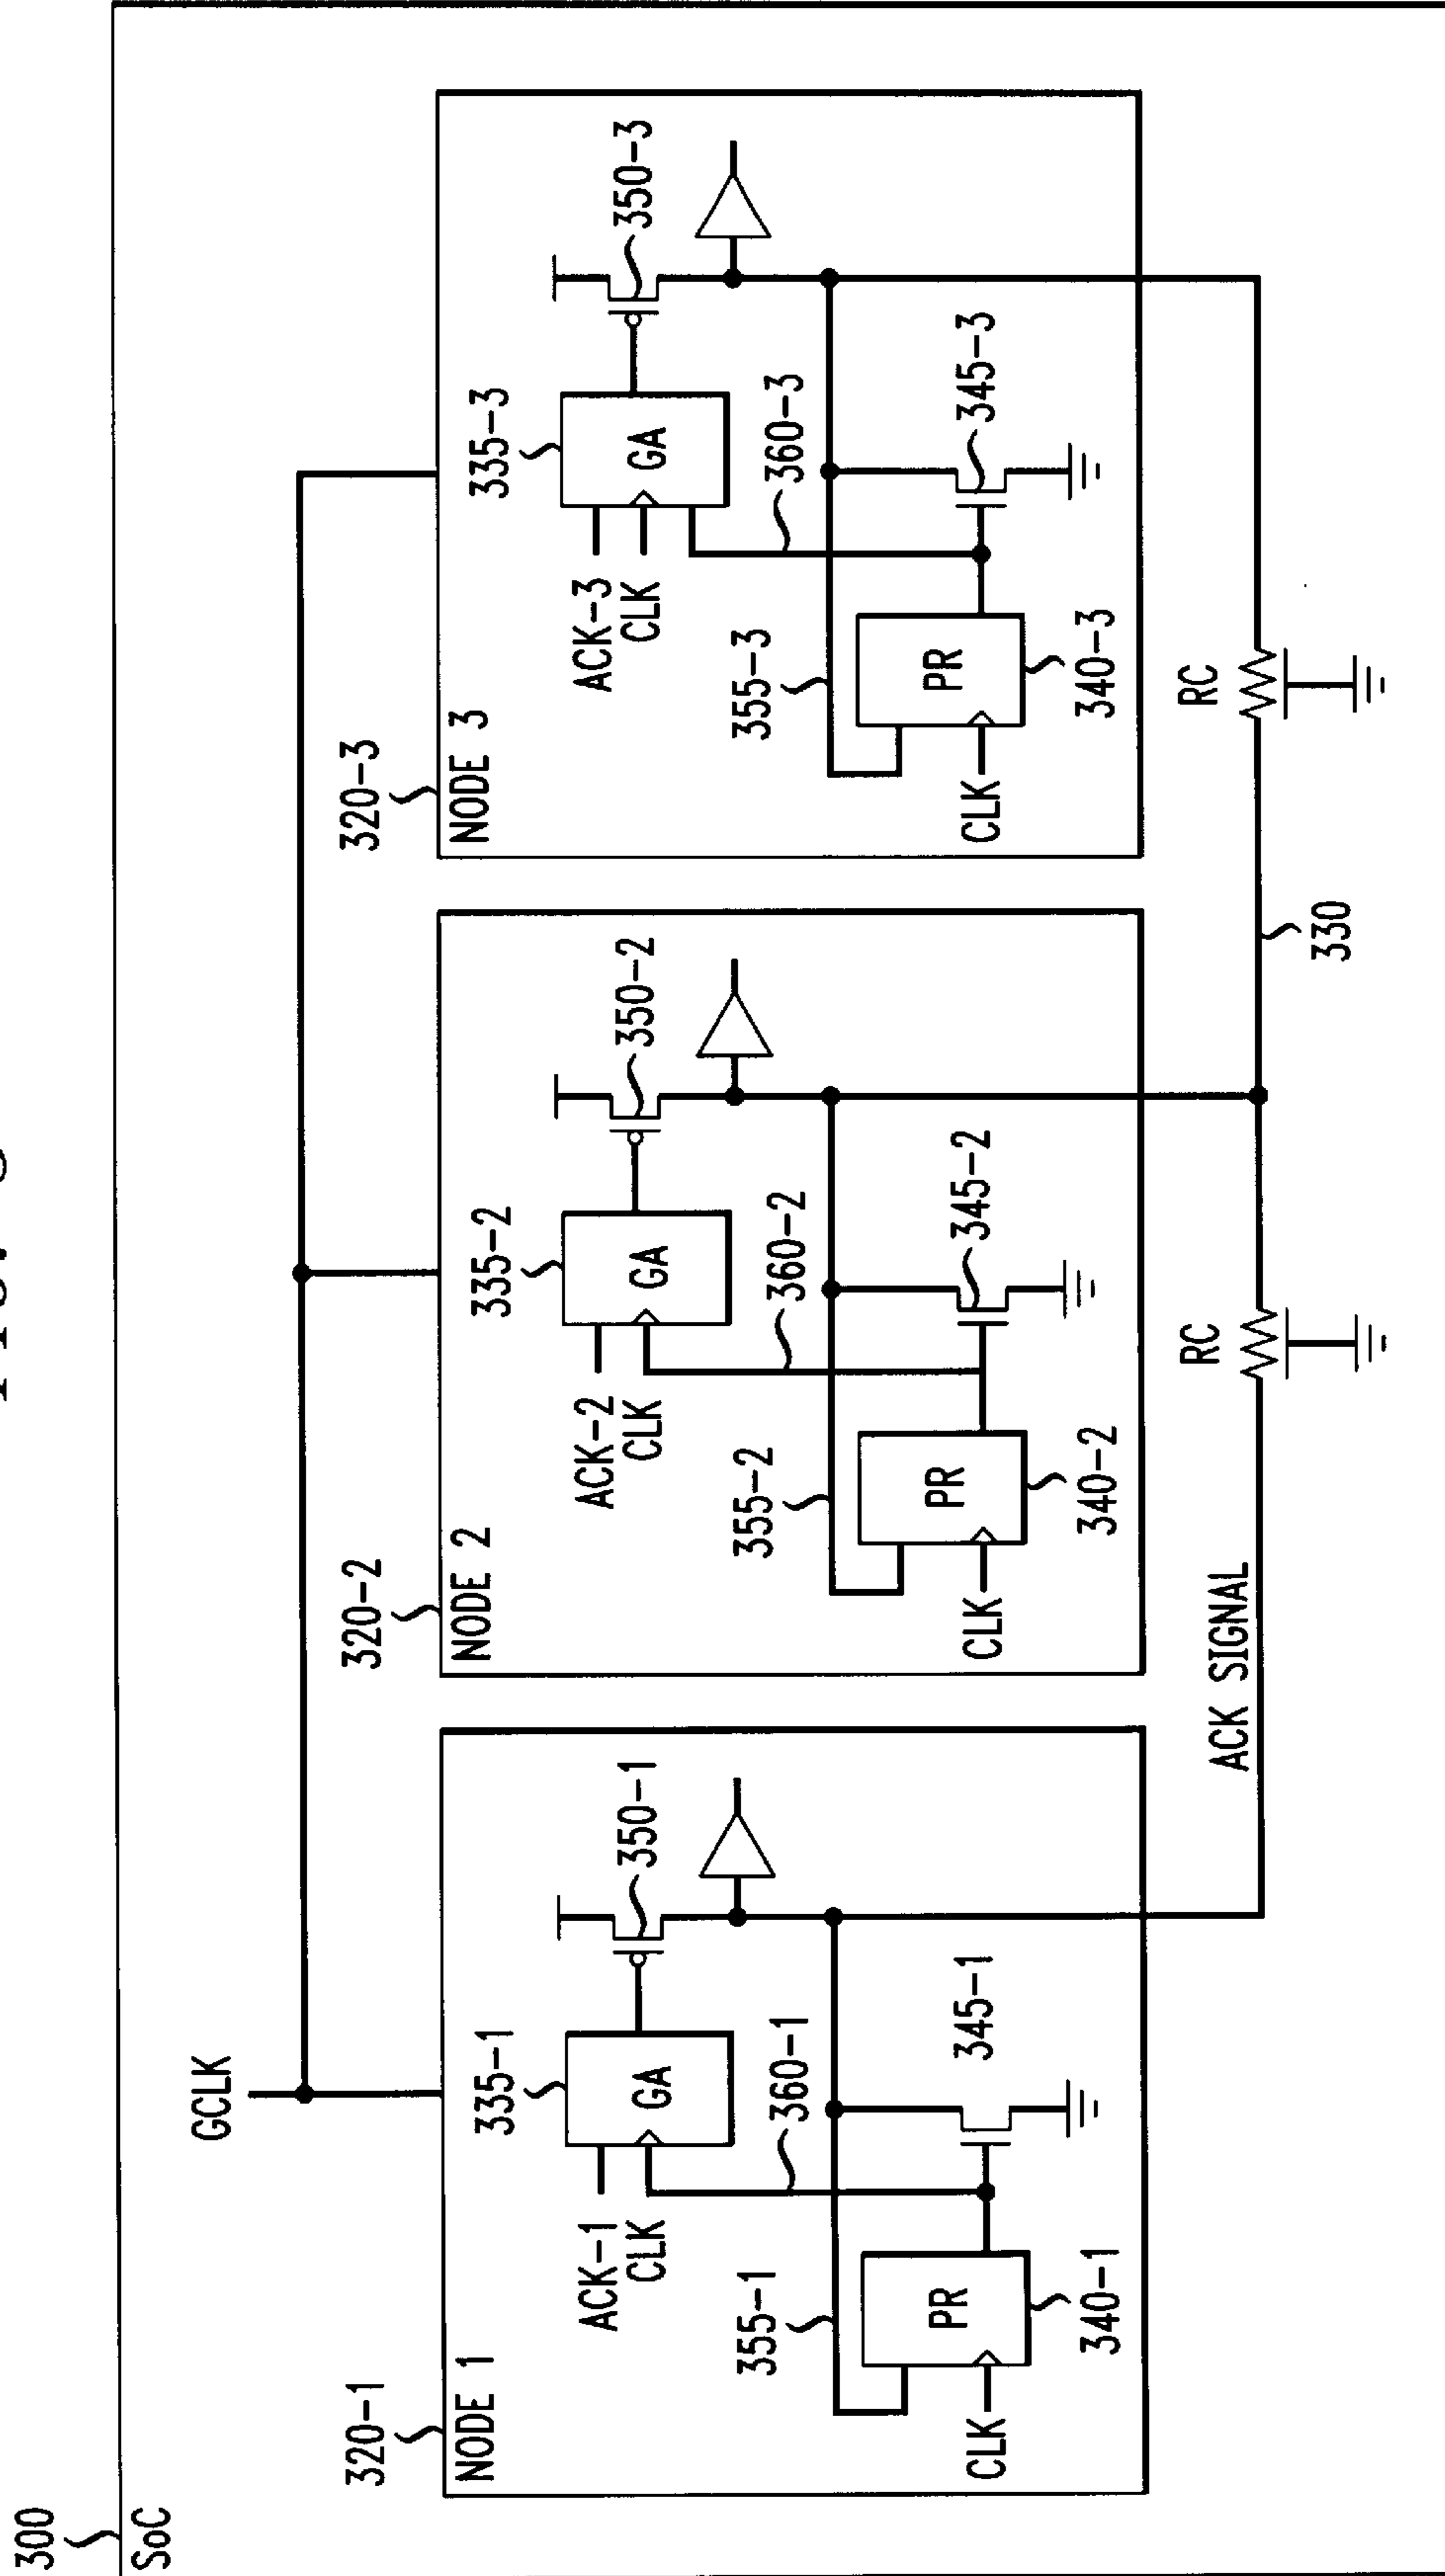 300
SoC
GCLK
320-1
NODE 1
335-1
GA
350-1
ACK-1
CLK
360-1
355-1
PR
345-1
CLK
340-1
320-2
NODE 2
335-2
GA
350-2
ACK-2
CLK
360-2
355-2
PR
345-2
CLK
340-2
320-3
NODE 3
335-3
GA
350-3
ACK-3
CLK
360-3
355-3
PR
345-3
CLK
340-3
ACK SIGNAL
RC
330
RC